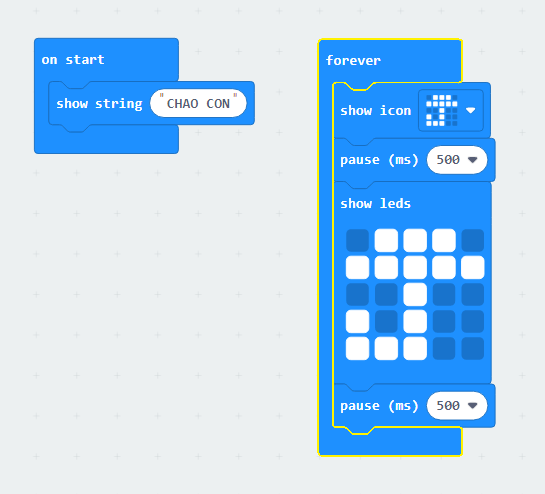 on start
show string "CHAO CON"
forever
show icon
pause (ms) 500
show leds
pause (ms) 500